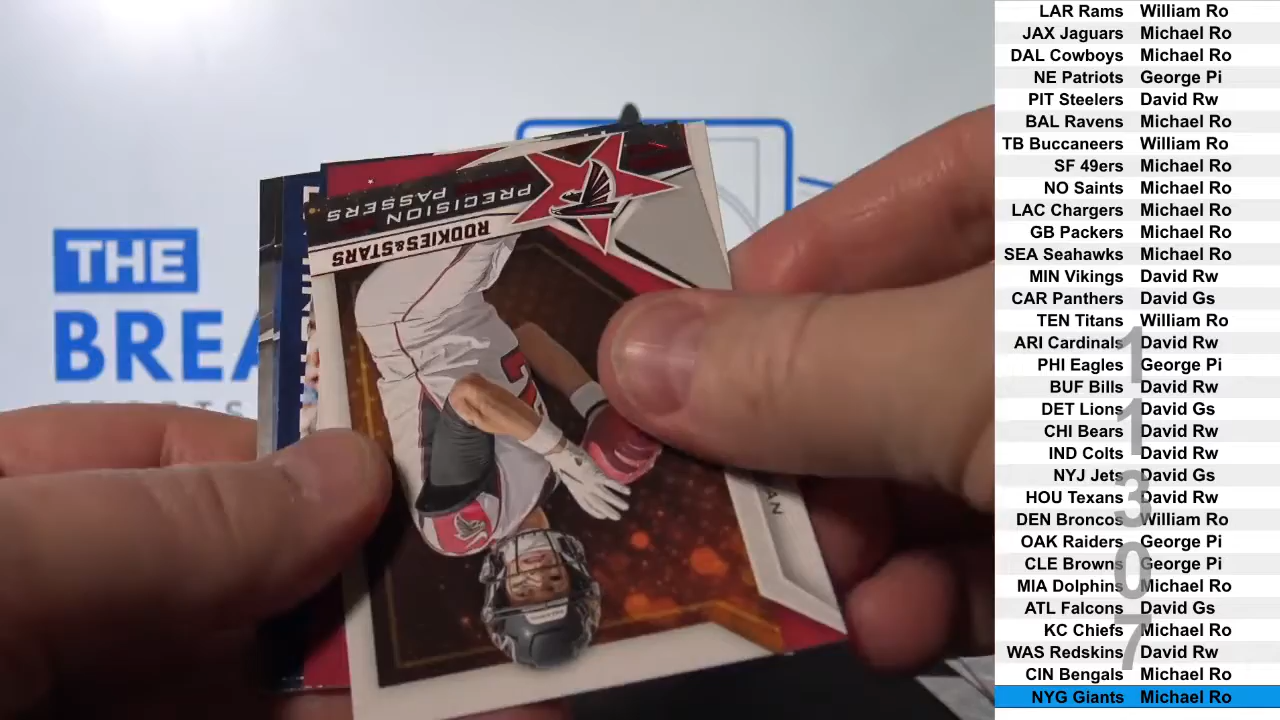 THE
BREA
PRECISION
PASSERS
ROOKIES&STARS
AN
LAR Rams William Ro
JAX Jaguars Michael Ro
DAL Cowboys Michael Ro
NE Patriots George Pi
PIT Steelers David Rw
BAL Ravens Michael Ro
TB Buccaneers William Ro
SF 49ers Michael Ro
NO Saints Michael Ro
LAC Chargers Michael Ro
GB Packers Michael Ro
SEA Seahawks Michael Ro
MIN Vikings David Rw
CAR Panthers David Gs
TEN Titans William Ro
ARI Cardinals David Rw
PHI Eagles George Pi
BUF Bills David Rw
DET Lions David Gs
CHI Bears David Rw
IND Colts David Rw
NYJ Jets David Gs
HOU Texans David Rw
DEN Broncos William Ro
OAK Raiders George Pi
CLE Browns George Pi
MIA Dolphins Michael Ro
ATL Falcons David Gs
KC Chiefs Michael Ro
WAS Redskins David Rw
CIN Bengals Michael Ro
NYG Giants Michael Ro
1
1
3
0
7